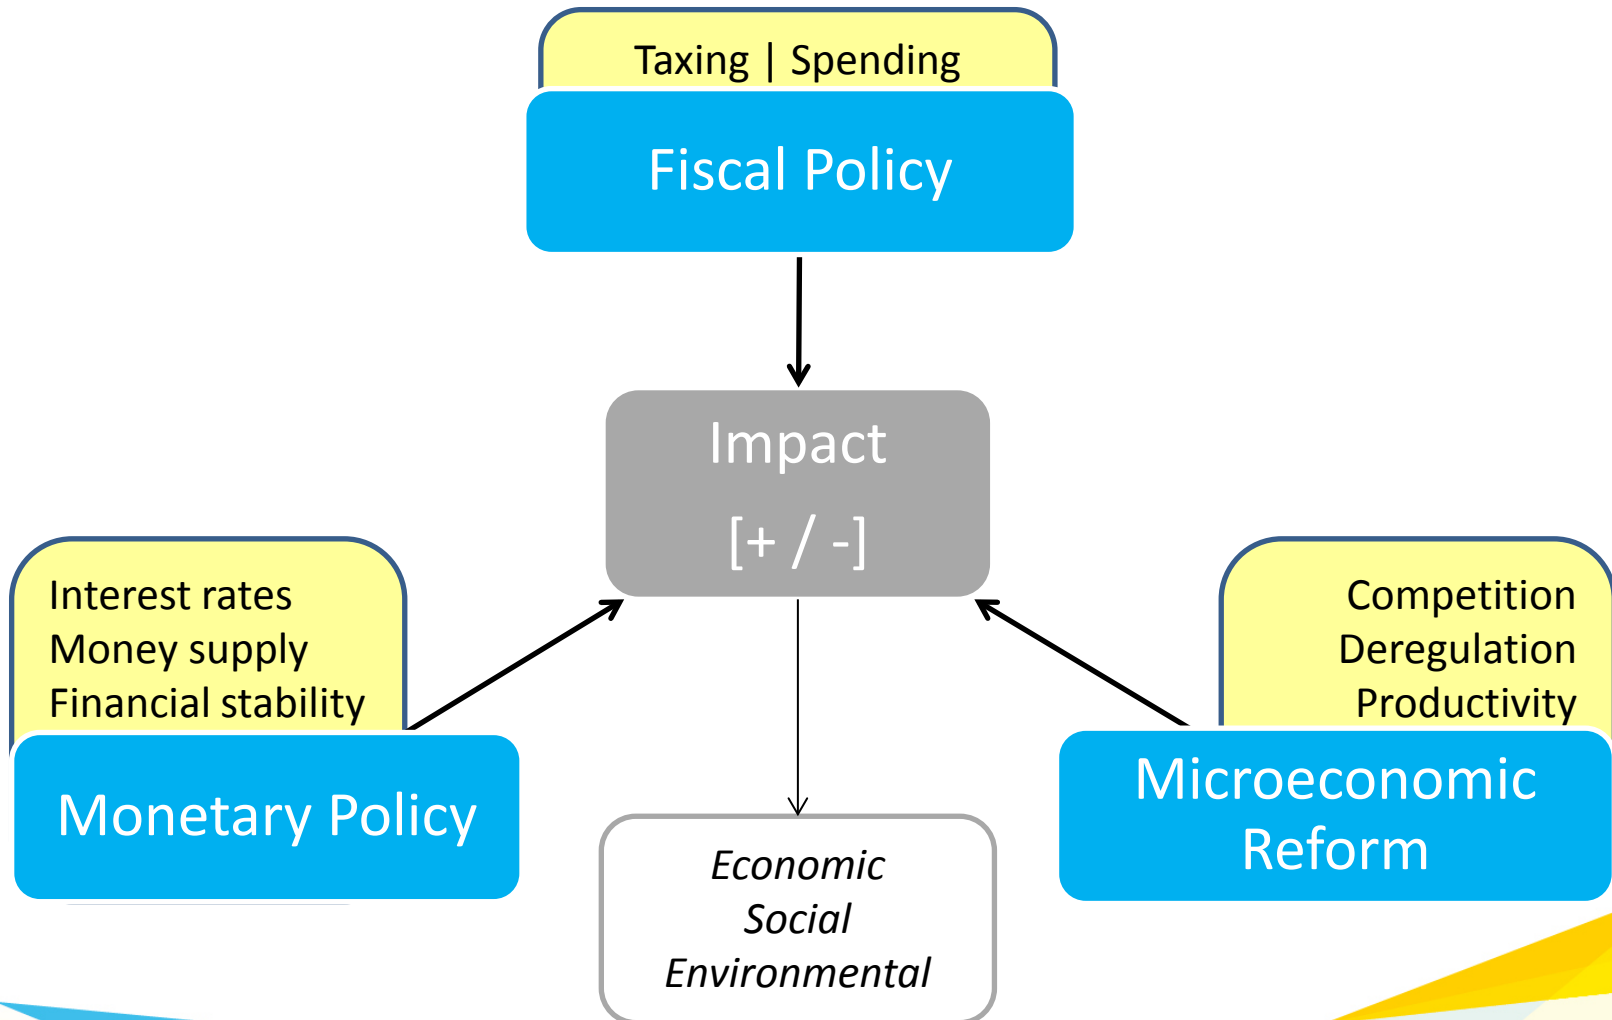 Taxing | Spending
Fiscal Policy
Impact
[+ / -]
Interest rates
Money supply
Financial stability
Monetary Policy
Competition
Deregulation
Productivity
Microeconomic
Reform
Economic
Social
Environmental